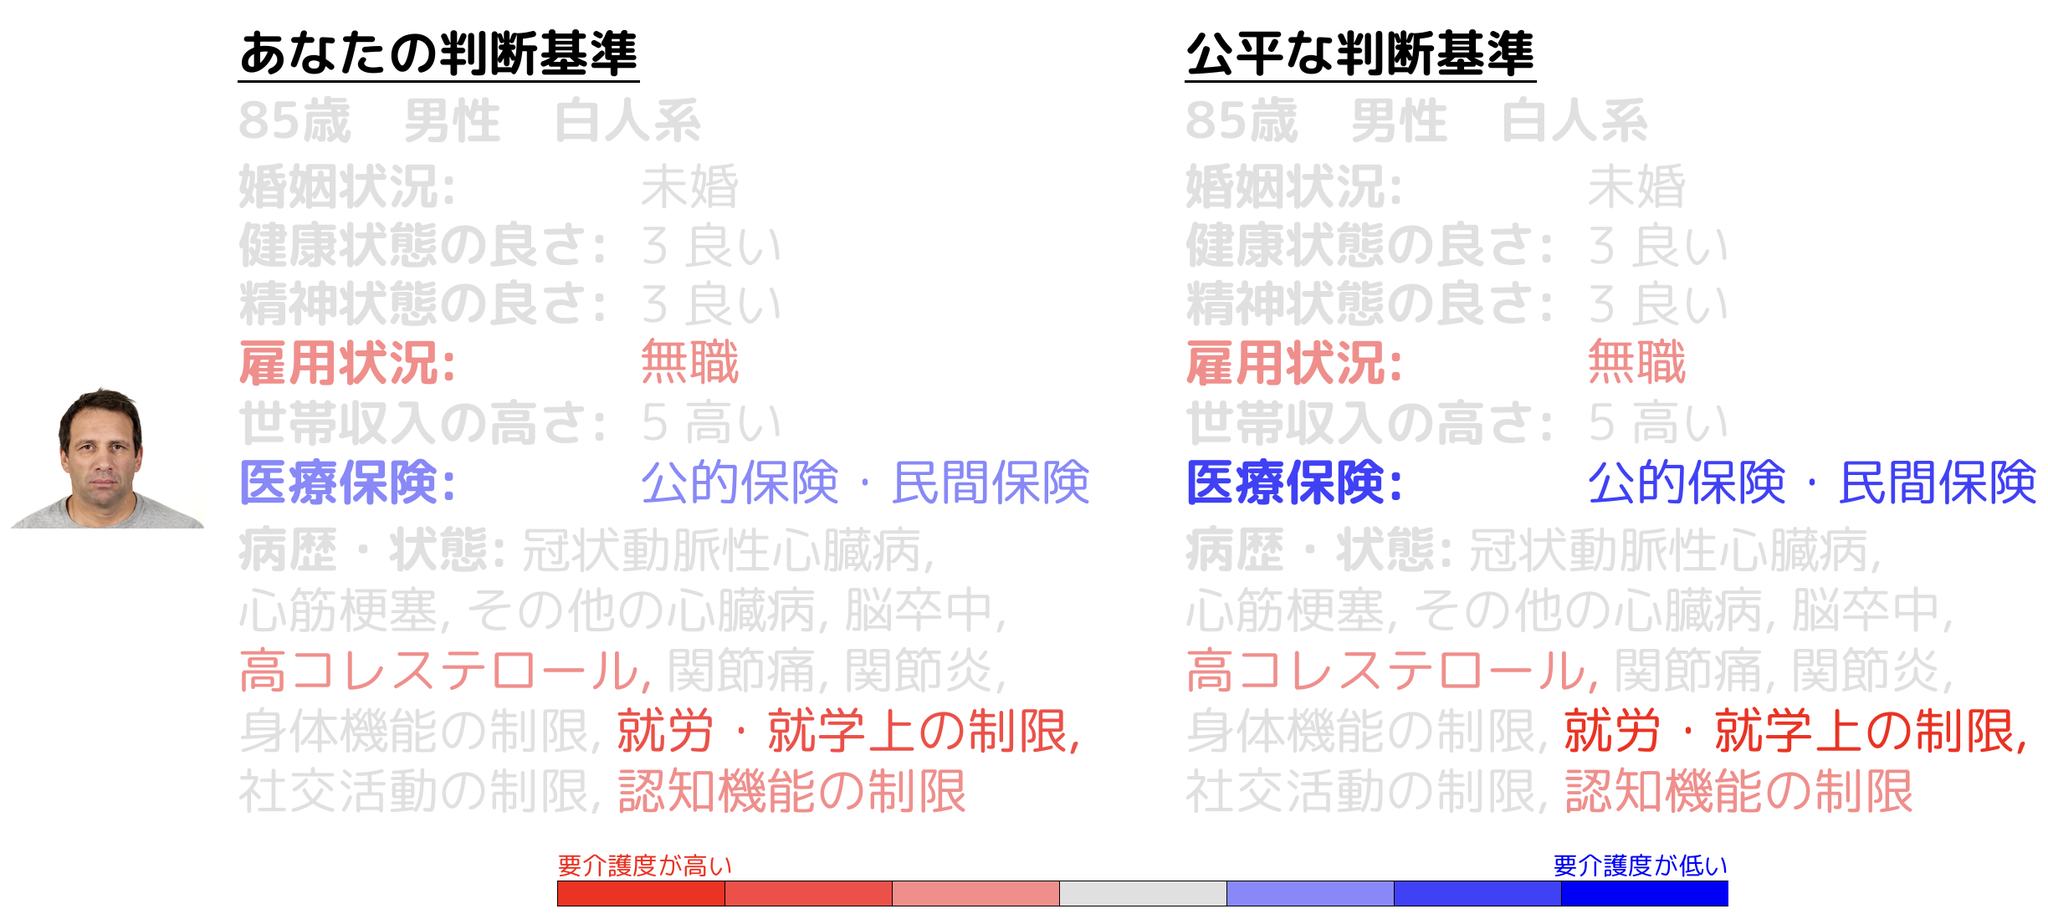 あなたの判断基準
85歳　男性　白人系
婚姻状況: 未婚
健康状態の良さ: 3 良い
精神状態の良さ: 3 良い
雇用状況: 無職
世帯収入の高さ: 5 高い
医療保険: 公的保険・民間保険
病歴・状態: 冠状動脈性心臓病,
心筋梗塞, その他の心臓病, 脳卒中,
高コレステロール, 関節痛, 関節炎,
身体機能の制限, 就労・就学上の制限,
社交活動の制限, 認知機能の制限
公平な判断基準
85歳　男性　白人系
婚姻状況: 未婚
健康状態の良さ: 3 良い
精神状態の良さ: 3 良い
雇用状況: 無職
世帯収入の高さ: 5 高い
医療保険: 公的保険・民間保険
病歴・状態: 冠状動脈性心臓病,
心筋梗塞, その他の心臓病, 脳卒中,
高コレステロール, 関節痛, 関節炎,
身体機能の制限, 就労・就学上の制限,
社交活動の制限, 認知機能の制限
要介護度が高い
要介護度が低い